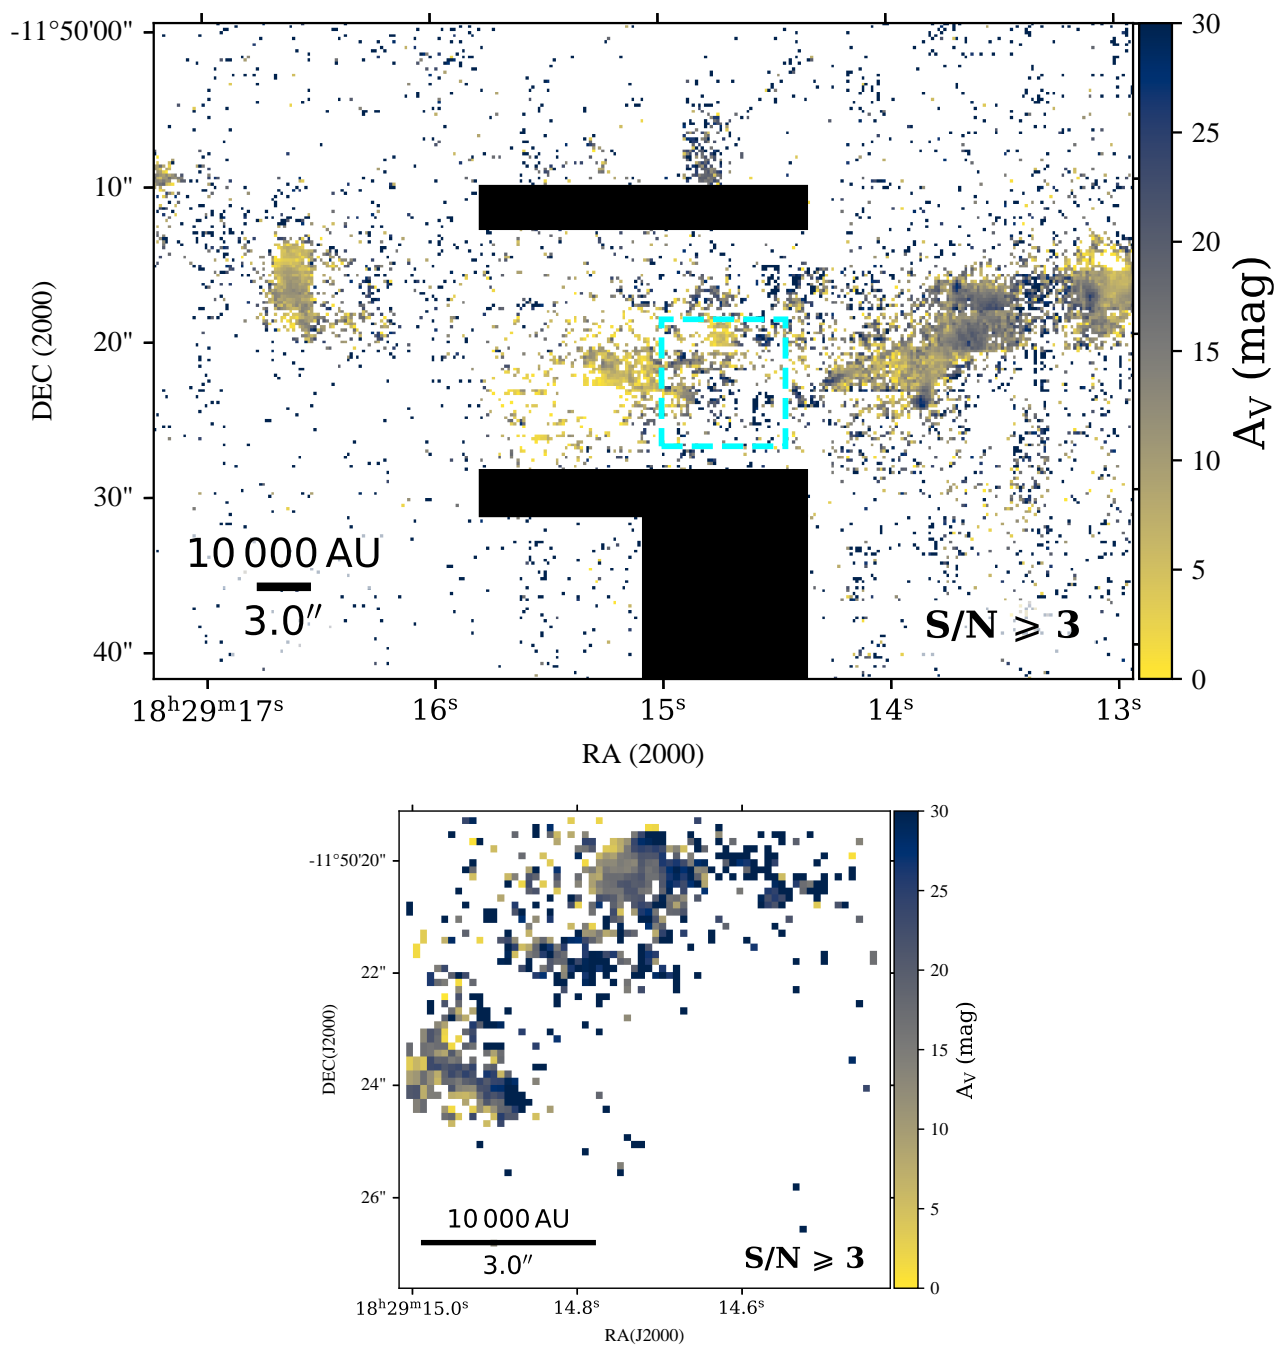 -11°50'00"
10"
20"
30"
40"
DEC (2000)
10 000 AU
3.0″
S/N ⩾ 3
18ʰ29ᵐ17ˢ
16ˢ
15ˢ
14ˢ
13ˢ
RA (2000)
30
25
20
15
10
5
0
Aᵥ (mag)
-11°50'20"
22"
24"
26"
DEC(J2000)
10 000 AU
3.0″
S/N ⩾ 3
18ʰ29ᵐ15.0ˢ
14.8ˢ
14.6ˢ
RA(J2000)
30
25
20
15
10
5
0
Aᵥ (mag)